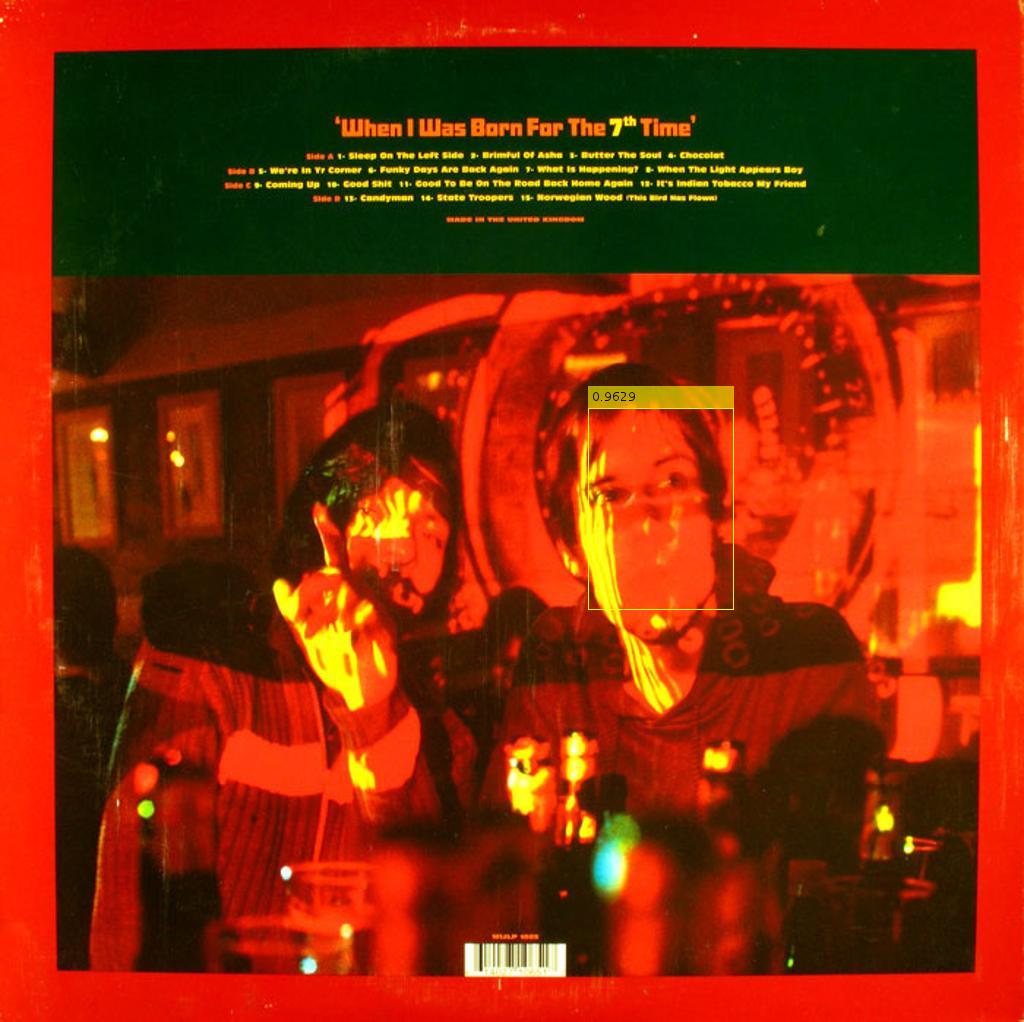 'When I Was Born For The 7th Time'
Side A 1- Sleep On The Left Side 2- Brimful Of Asha 3- Butter The Soul 4- Chocolat
Side B 5- We're In Yr Corner 6- Funky Days Are Back Again 7- What Is Happening? 8- When The Light Appears Boy
Side C 9- Coming Up 10- Good Shit 11- Good To Be On The Road Back Home Again 12- It's Indian Tobacco My Friend
Side D 13- Candyman 14- State Troopers 15- Norwegian Wood (This Bird Has Flown)
MADE IN THE UNITED KINGDOM
0.9629